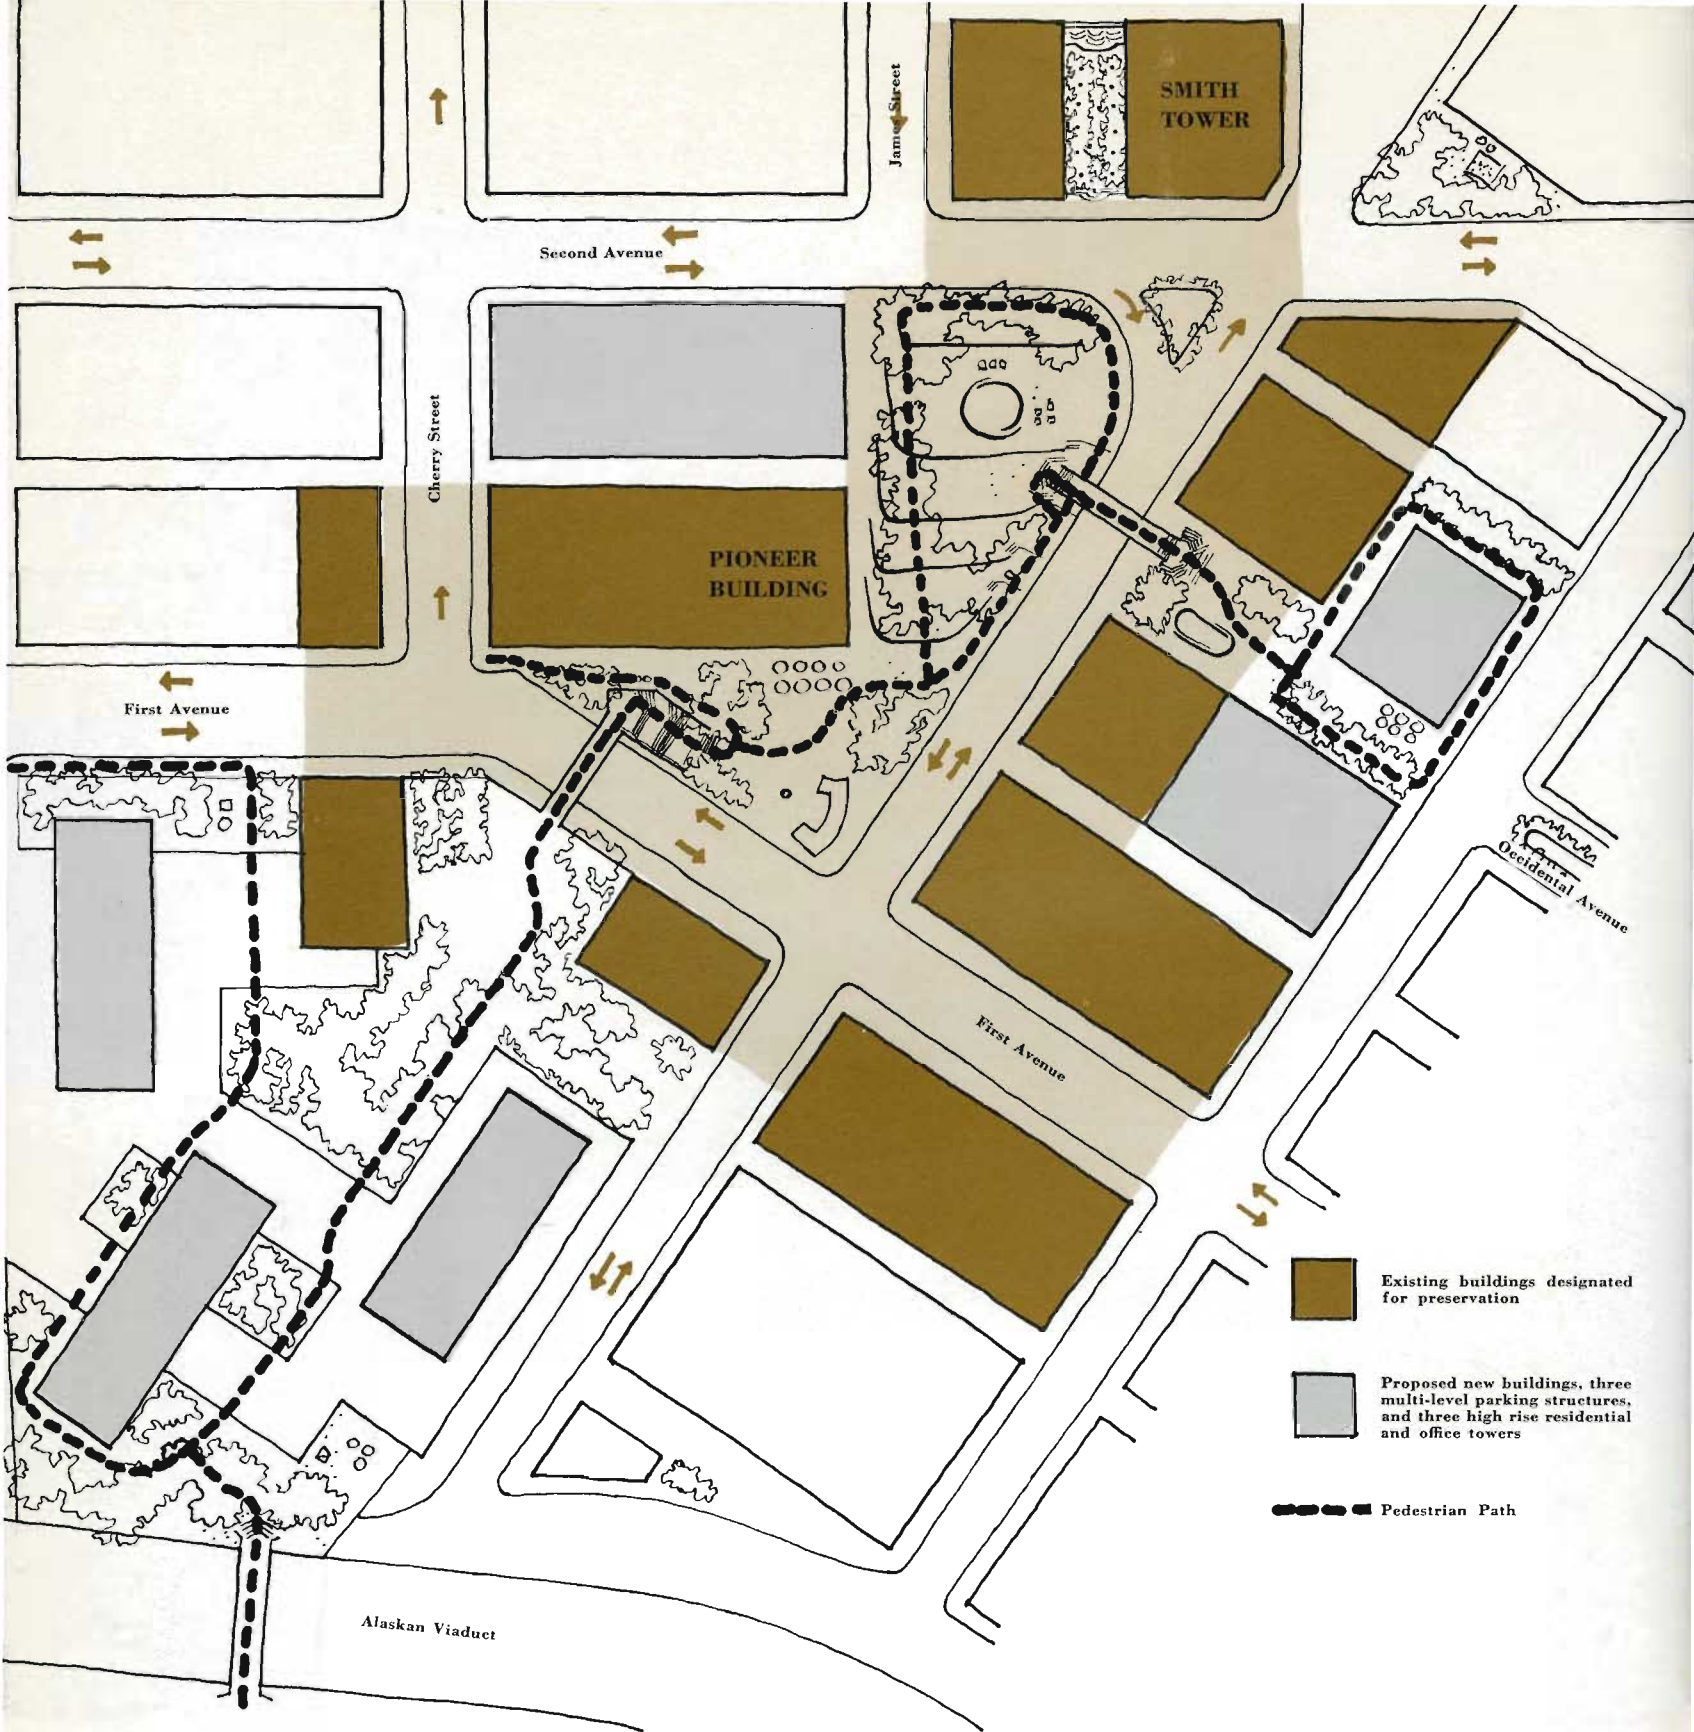 SMITH
TOWER
James Street
Second Avenue
Cherry Street
PIONEER
BUILDING
First Avenue
Occidental Avenue
First Avenue
Existing buildings designated
for preservation
Proposed new buildings, three
multi-level parking structures,
and three high rise residential
and office towers
Pedestrian Path
Alaskan Viaduct